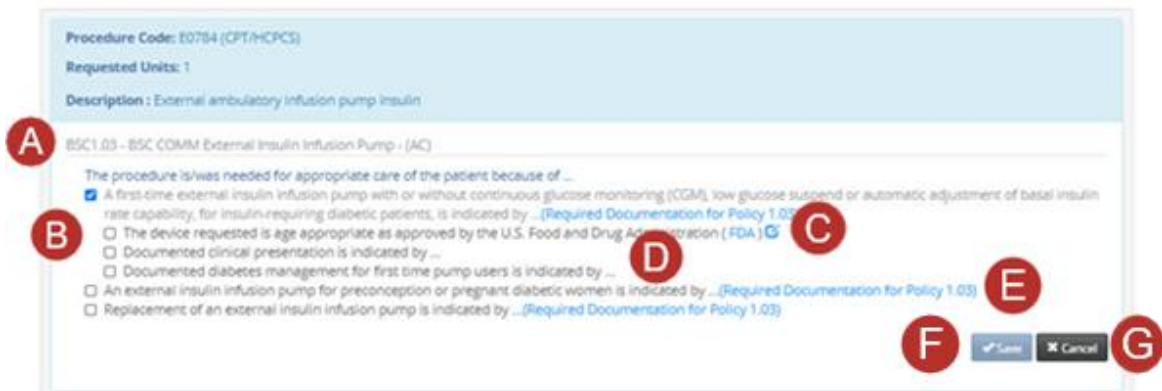 Procedure Code: E0784 (CPT/HCPCS)
Requested Units: 1
Description : External ambulatory infusion pump insulin
A
BSC1.03 - BSC COMM External Insulin Infusion Pump - (AC)
The procedure is/was needed for appropriate care of the patient because of ...
A first-time external insulin infusion pump with or without continuous glucose monitoring (CGM), low glucose suspend or automatic adjustment of basal insulin
rate capability, for insulin-requiring diabetic patients, is indicated by ...(Required Documentation for Policy 1.03
C
B
The device requested is age appropriate as approved by the U.S. Food and Drug Administration ( FDA )
Documented clinical presentation is indicated by ...
D
Documented diabetes management for first time pump users is indicated by ...
An external insulin infusion pump for preconception or pregnant diabetic women is indicated by ...(Required Documentation for Policy 1.03)
E
Replacement of an external insulin infusion pump is indicated by ...(Required Documentation for Policy 1.03)
F
Save
Cancel
G